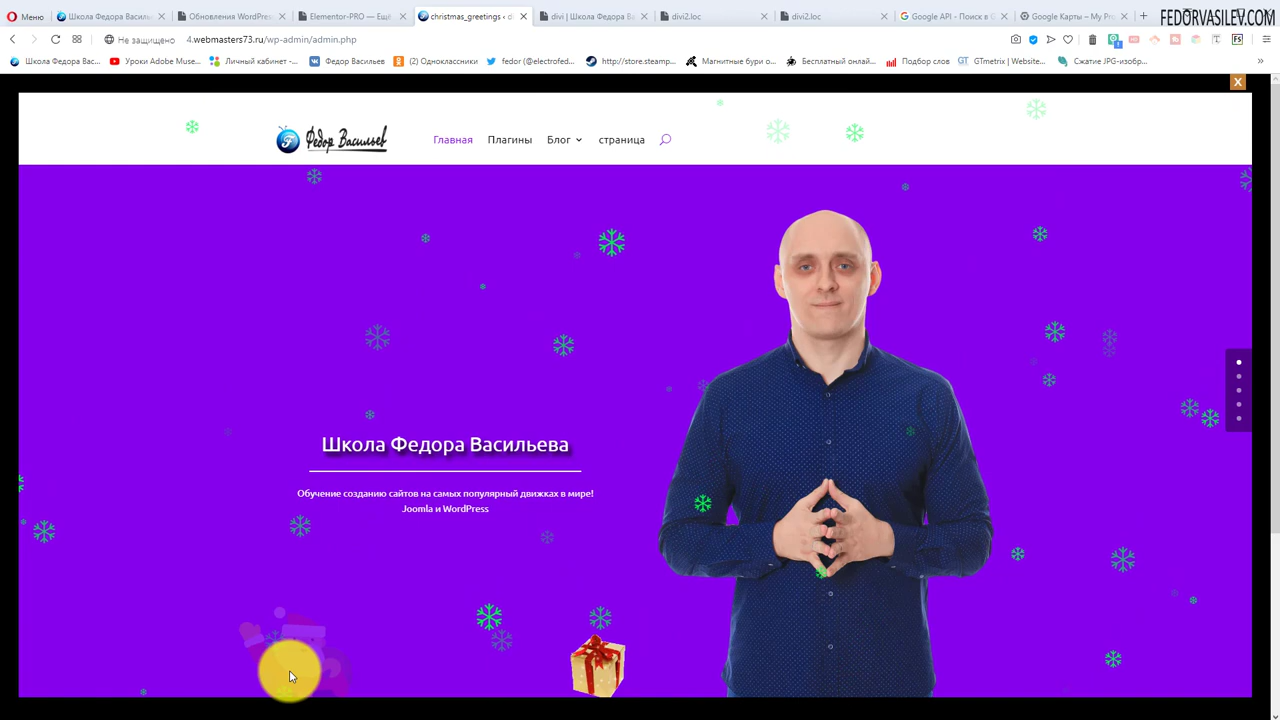 Меню
Школа Федора Василь
Обновления WordPres
Elementor-PRO — Ещё
christmas_greetings ‹ d
divi | Школа Федора Ва
divi2.loc
divi2.loc
Google API - Поиск в G
Google Карты – My Pro
FEDORVASILEV.COM
Не защищено
4.webmasters73.ru/wp-admin/admin.php
Школа Федора Вас...
Уроки Adobe Muse...
Личный кабинет -...
Федор Васильев
(2) Одноклассники
fedor (@electrofed...
http://store.steamp...
Магнитные бури о...
Бесплатный онлай...
Подбор слов
GTmetrix | Website...
Сжатие JPG-изобр...
X
Федор Васильев
Главная
Плагины
Блог
страница
Школа Федора Васильева
Обучение созданию сайтов на самых популярный движках в мире!
Joomla и WordPress